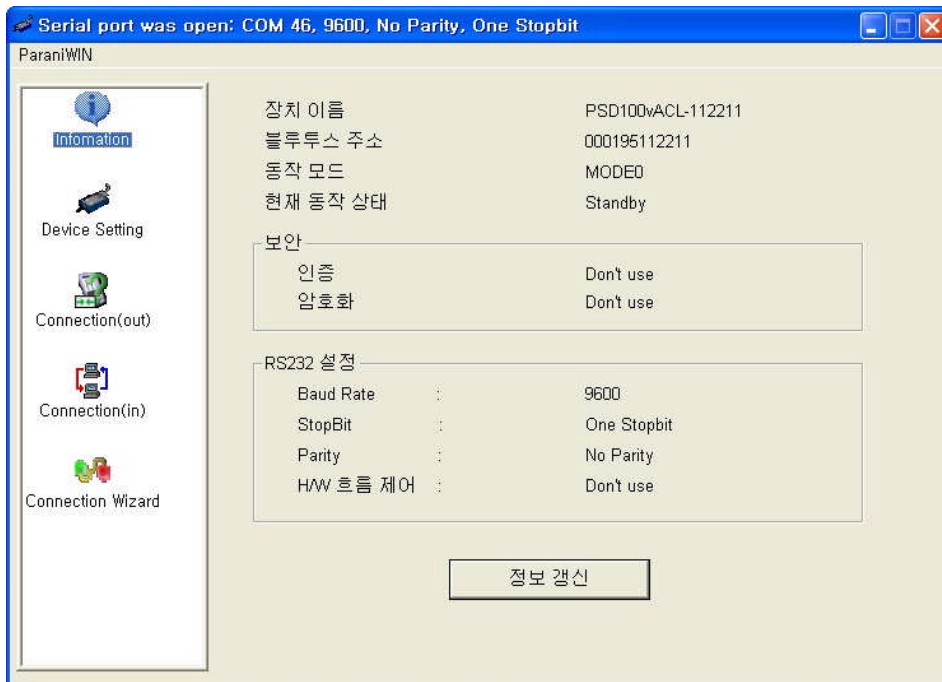 Serial port was open: COM 46, 9600, No Parity, One Stopbit
ParaniWIN
Infomation
Device Setting
Connection(out)
Connection(in)
Connection Wizard
장치 이름 PSD100vACL-112211
블루투스 주소 000195112211
동작 모드 MODE0
현재 동작 상태 Standby
보안
인증 Don't use
암호화 Don't use
RS232 설정
Baud Rate : 9600
StopBit : One Stopbit
Parity : No Parity
H/W 흐름 제어 : Don't use
정보 갱신